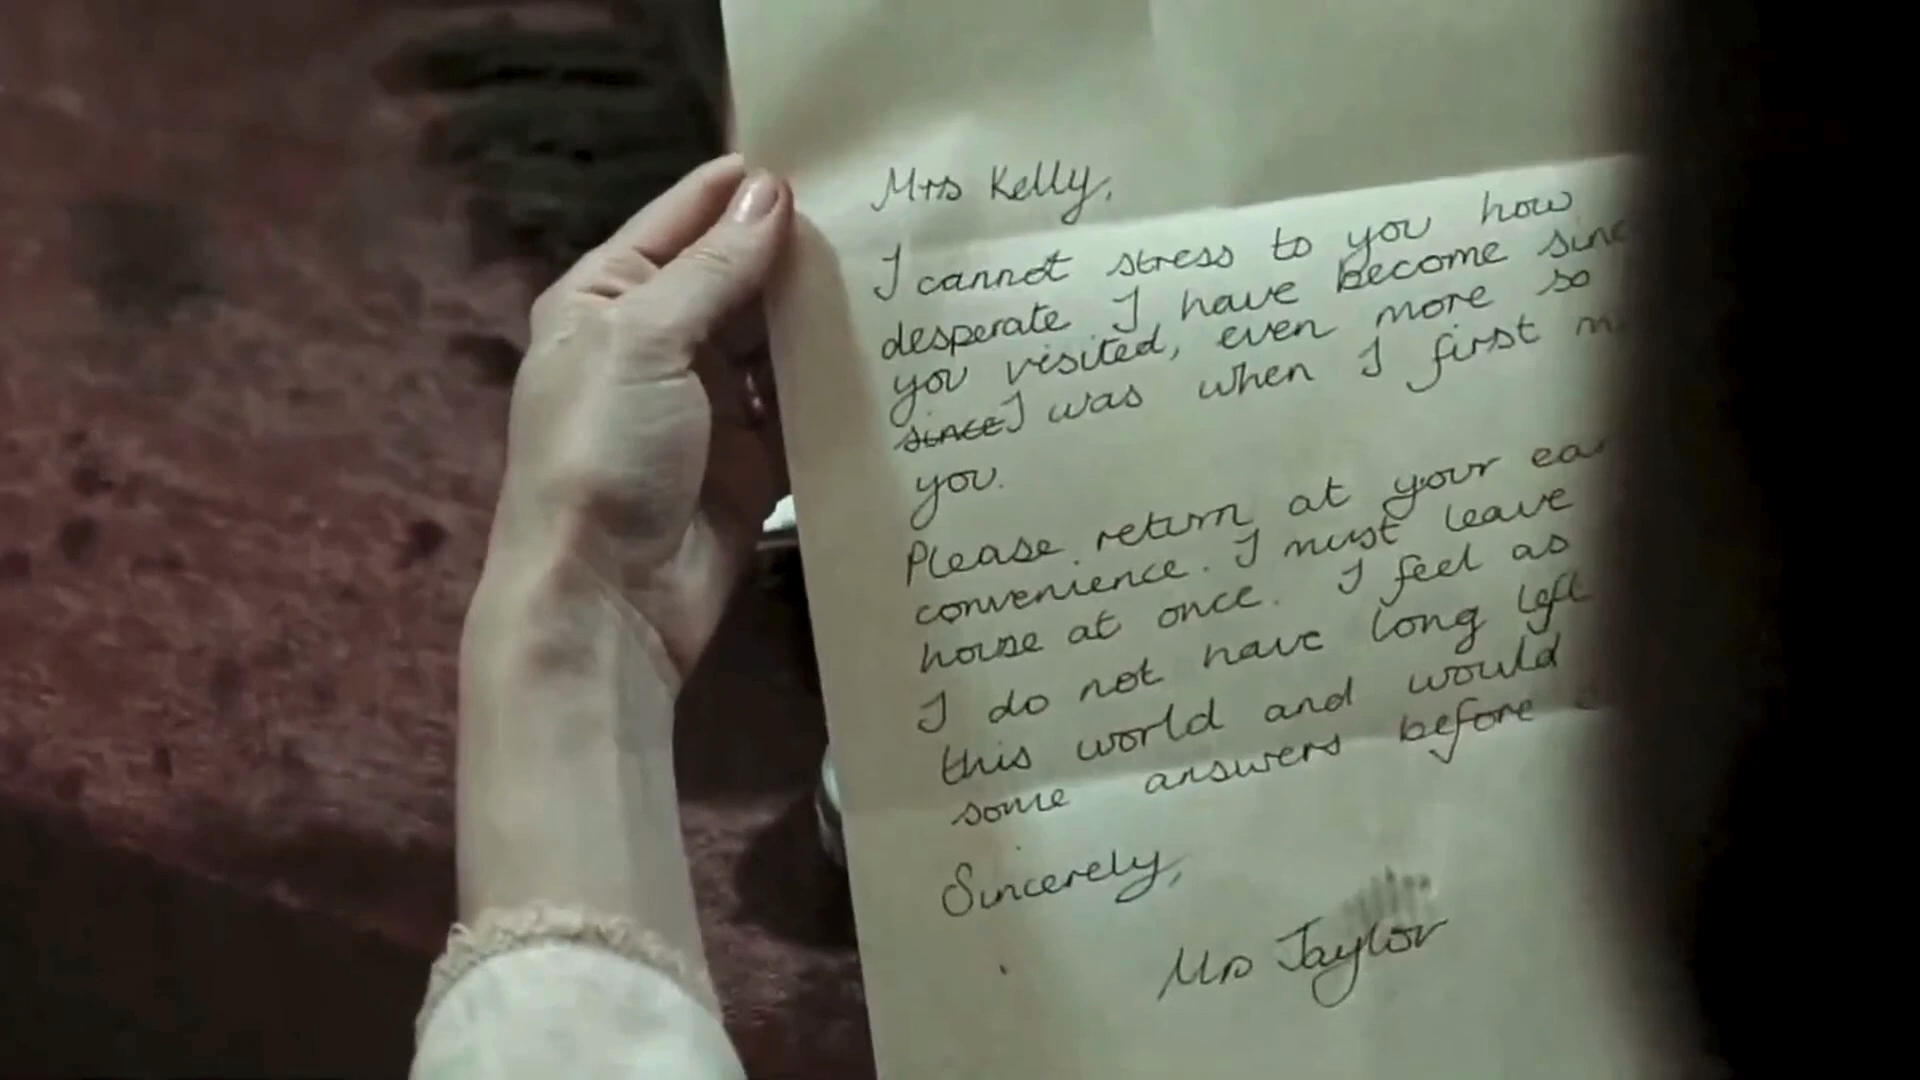 Mrs Kelly,
I cannot stress to you how
desperate I have become sinc
you visited, even more so
since I was when I first m
you.
Please return at your ea
convenience. I must leave
house at once. I feel as
I do not have long left
this world and would
some answers before
Sincerely,
Mrs Taylor